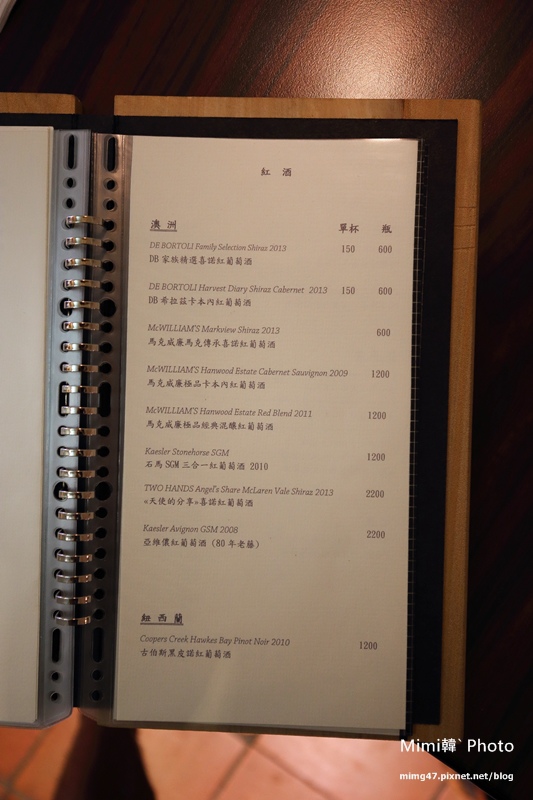 紅 酒
澳 洲 單杯 瓶
DE BORTOLI Family Selection Shiraz 2013 150 600
DB 家族精選喜諾紅葡萄酒
DE BORTOLI Harvest Diary Shiraz Cabernet 2013 150 600
DB 希拉茲卡本內紅葡萄酒
McWILLIAM'S Markview Shiraz 2013 600
馬克威廉馬克傳承喜諾紅葡萄酒
McWILLIAM'S Hanwood Estate Cabernet Sauvignon 2009 1200
馬克威廉極品卡本內紅葡萄酒
McWILLIAM'S Hanwood Estate Red Blend 2011 1200
馬克威廉極品經典混釀紅葡萄酒
Kaesler Stonehorse SGM 1200
石馬 SGM 三合一紅葡萄酒 2010
TWO HANDS Angel's Share McLaren Vale Shiraz 2013 2200
«天使的分享»喜諾紅葡萄酒
Kaesler Avignon GSM 2008 2200
亞維儂紅葡萄酒 (80 年老藤)
紐 西 蘭
Coopers Creek Hawkes Bay Pinot Noir 2010 1200
古伯斯黑皮諾紅葡萄酒
Mimi韓ˋ Photo
mimg47.pixnet.net/blog